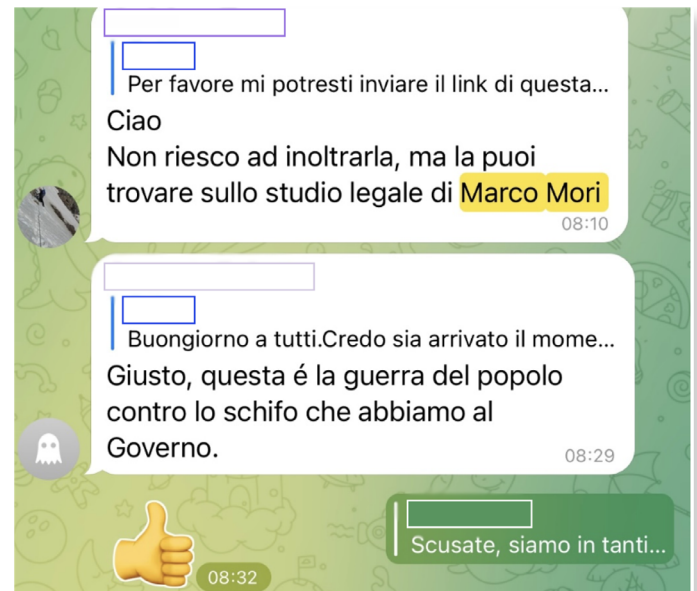 Per favore mi potresti inviare il link di questa...
Ciao
Non riesco ad inoltrarla, ma la puoi
trovare sullo studio legale di Marco Mori
08:10
Buongiorno a tutti.Credo sia arrivato il mome...
Giusto, questa é la guerra del popolo
contro lo schifo che abbiamo al
Governo.
08:29
Scusate, siamo in tanti...
08:32